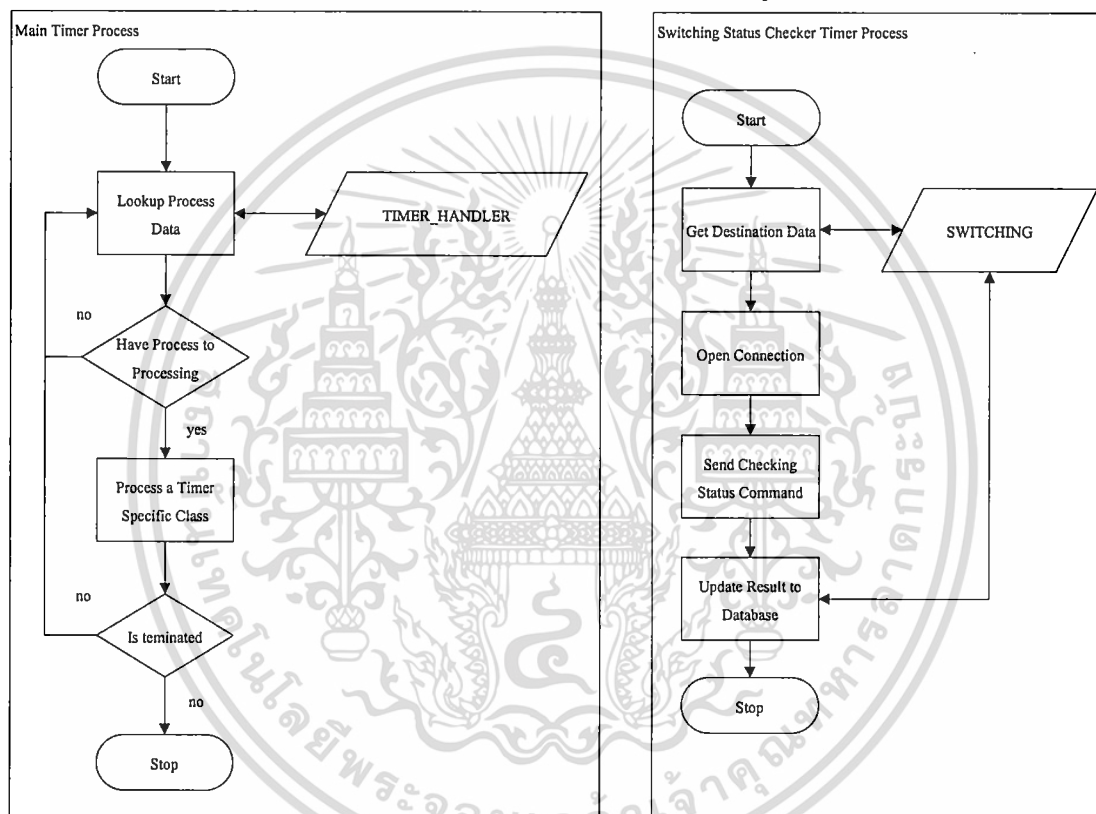 Main Timer Process
Start
Lookup Process
Data
TIMER_HANDLER
no
Have Process to
Processing
yes
Process a Timer
Specific Class
no
Is teminated
no
Stop
Switching Status Checker Timer Process
Start
Get Destination Data
SWITCHING
Open Connection
Send Checking
Status Command
Update Result to
Database
Stop